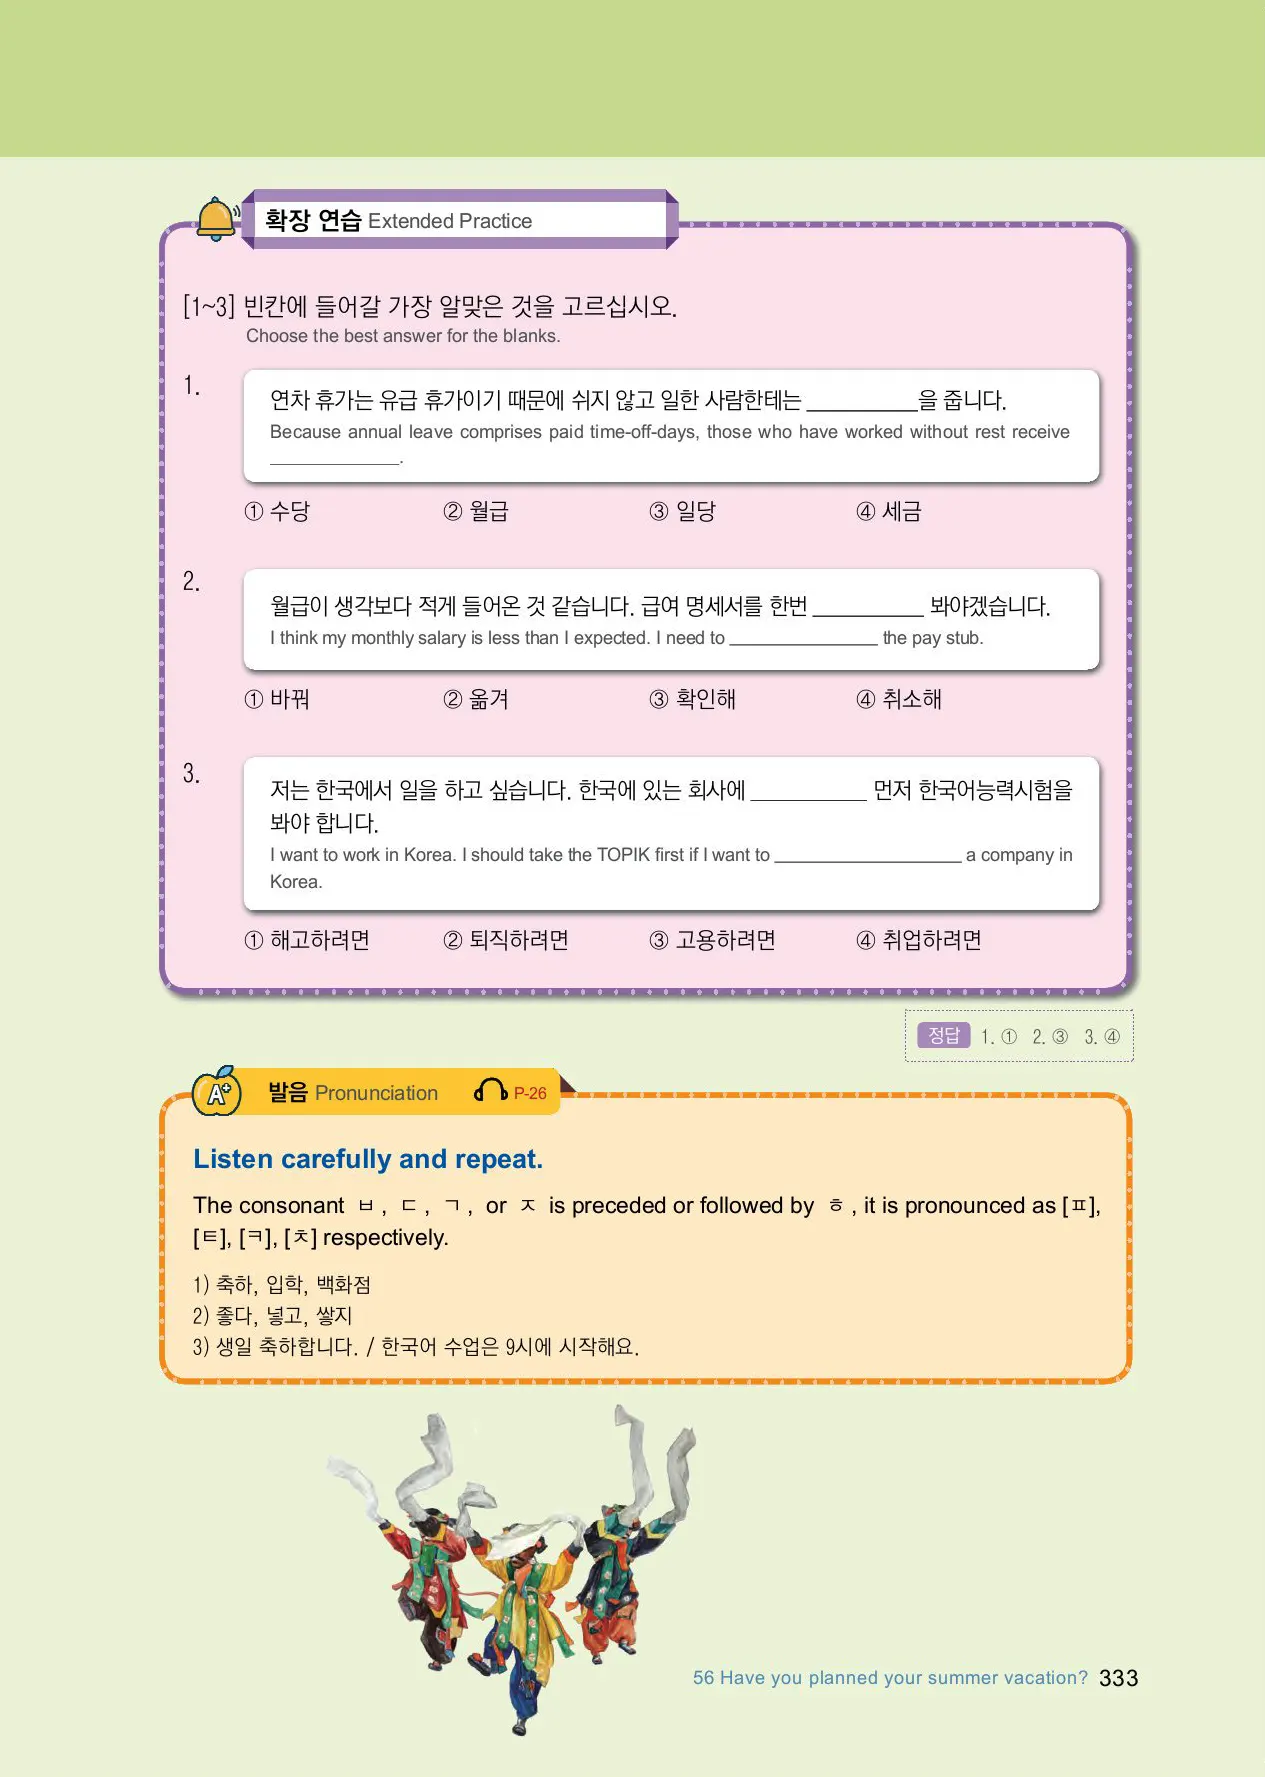 확장 연습 Extended Practice
[1~3] 빈칸에 들어갈 가장 알맞은 것을 고르십시오.
Choose the best answer for the blanks.
1.
연차 휴가는 유급 휴가이기 때문에 쉬지 않고 일한 사람한테는 __________을 줍니다.
Because annual leave comprises paid time-off-days, those who have worked without rest receive
_____________.
① 수당 ② 월급 ③ 일당 ④ 세금
2.
월급이 생각보다 적게 들어온 것 같습니다. 급여 명세서를 한번 __________ 봐야겠습니다.
I think my monthly salary is less than I expected. I need to _______________ the pay stub.
① 바꿔 ② 옮겨 ③ 확인해 ④ 취소해
3.
저는 한국에서 일을 하고 싶습니다. 한국에 있는 회사에 __________ 먼저 한국어능력시험을
봐야 합니다.
I want to work in Korea. I should take the TOPIK first if I want to ___________________ a company in
Korea.
① 해고하려면 ② 퇴직하려면 ③ 고용하려면 ④ 취업하려면
정답 1. ① 2. ③ 3. ④
A+ 발음 Pronunciation P-26
Listen carefully and repeat.
The consonant ㅂ, ㄷ, ㄱ, or ㅈ is preceded or followed by ㅎ, it is pronounced as [ㅍ],
[ㅌ], [ㅋ], [ㅊ] respectively.
1) 축하, 입학, 백화점
2) 좋다, 넣고, 쌓지
3) 생일 축하합니다. / 한국어 수업은 9시에 시작해요.
56 Have you planned your summer vacation? 333